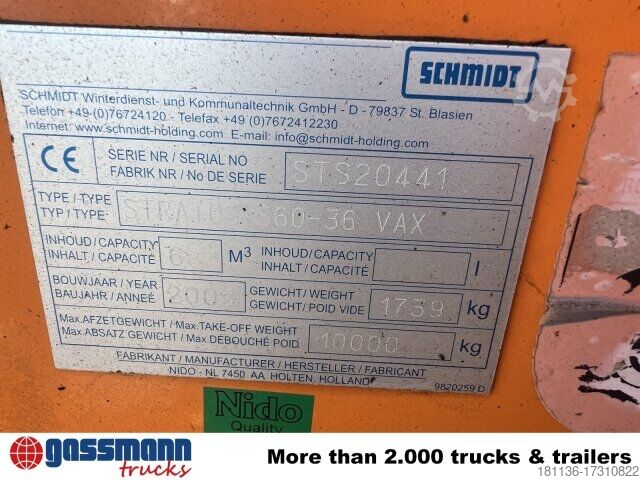 SCHMIDT
SCHMIDT Winterdienst- und Kommunaltechnik GmbH - D - 79837 St. Blasien
Telefon +49 (0)76724120 - Telefax +49 (0)7672412230
Internet: www.schmidt-holding.com E-mail: info@schmidt-holding.com
CE SERIE NR / SERIAL NO STS20441
FABRIK NR / No DE SERIE
TYPE / TYPE S60-36 VAX
TYP / TYPE
INHOUD / CAPACITY 6 M³ INHOUD / CAPACITY l
INHALT / CAPACITÉ INHALT / CAPACITÉ
BOUWJAAR / YEAR GEWICHT / WEIGHT 1739 kg
BAUJAHR / ANNEÉ GEWICHT / POID VIDE
Max. AFZETGEWICHT / Max. TAKE-OFF WEIGHT 10000 kg
Max. ABSATZ GEWICHT / Max DEBOUCHÉ POID.
FABRIKANT / MANUFACTURER / HERSTELLER / FABRICANT
NIDO - NL 7450 AA HOLTEN, HOLLAND
9820259 D
Nido
Quality
gassmann
trucks
More than 2.000 trucks & trailers
181136-17310822